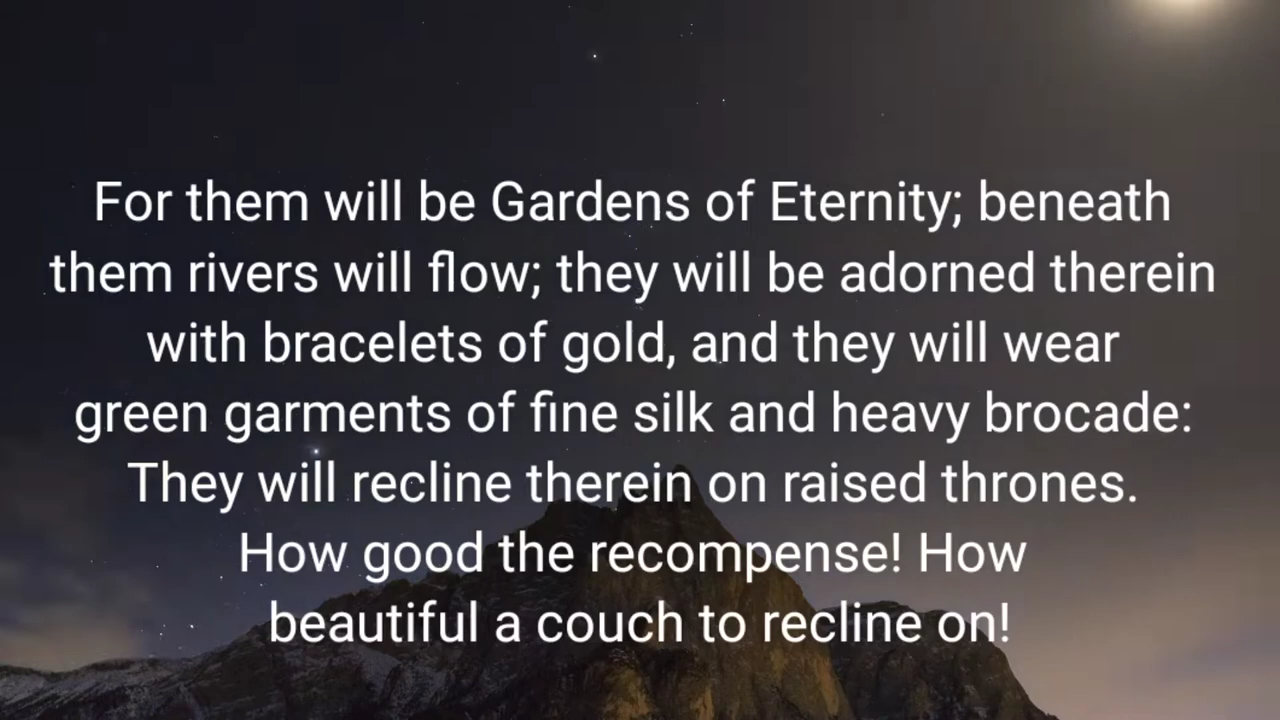 For them will be Gardens of Eternity; beneath
them rivers will flow; they will be adorned therein
with bracelets of gold, and they will wear
green garments of fine silk and heavy brocade:
They will recline therein on raised thrones.
How good the recompense! How
beautiful a couch to recline on!